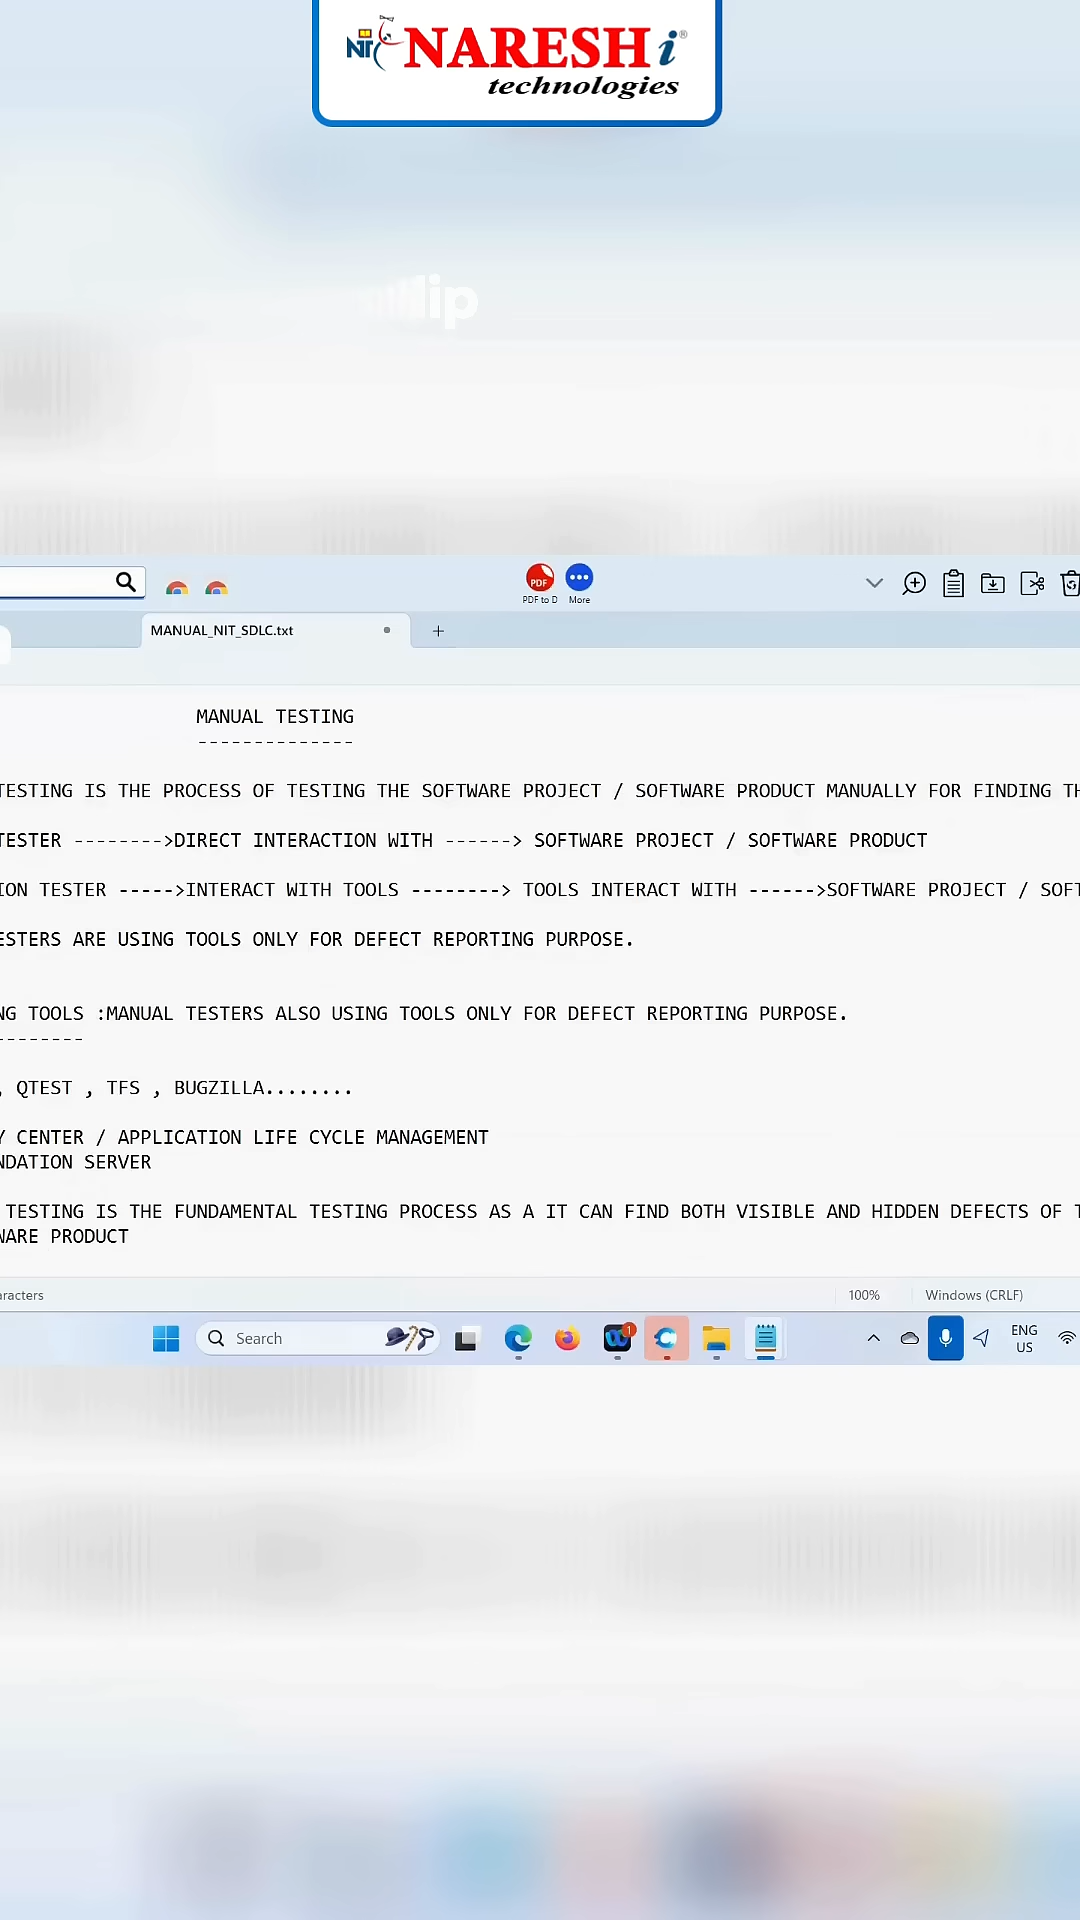 NiT NARESH i ®
technologies
lip
PDF
PDF to D More
MANUAL_NIT_SDLC.txt
MANUAL TESTING
--------------
TESTING IS THE PROCESS OF TESTING THE SOFTWARE PROJECT / SOFTWARE PRODUCT MANUALLY FOR FINDING TH
TESTER -------->DIRECT INTERACTION WITH ------> SOFTWARE PROJECT / SOFTWARE PRODUCT
ION TESTER ----->INTERACT WITH TOOLS --------> TOOLS INTERACT WITH ------>SOFTWARE PROJECT / SOFT
ESTERS ARE USING TOOLS ONLY FOR DEFECT REPORTING PURPOSE.
NG TOOLS :MANUAL TESTERS ALSO USING TOOLS ONLY FOR DEFECT REPORTING PURPOSE.
--------
, QTEST , TFS , BUGZILLA........
Y CENTER / APPLICATION LIFE CYCLE MANAGEMENT
NDATION SERVER
TESTING IS THE FUNDAMENTAL TESTING PROCESS AS A IT CAN FIND BOTH VISIBLE AND HIDDEN DEFECTS OF T
WARE PRODUCT
aracters 100% Windows (CRLF)
Search 1 ENG
US